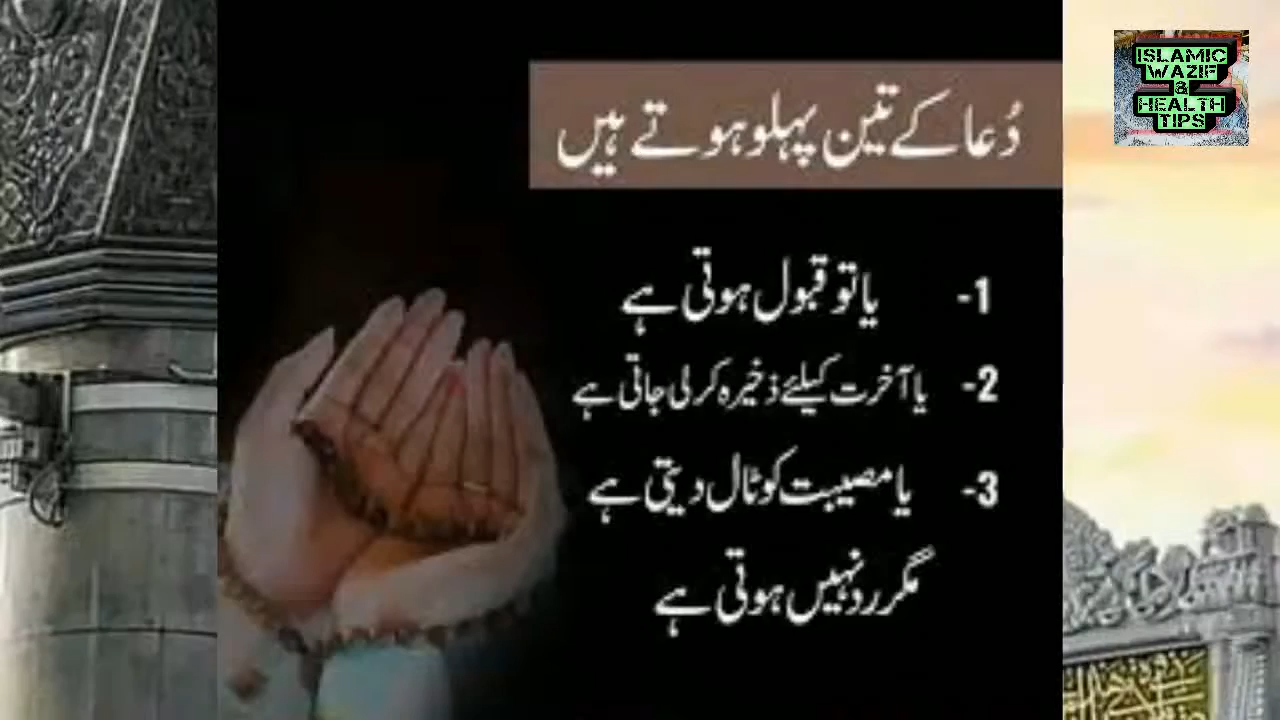 دُعا کے تین پہلو ہوتے ہیں
1- یا تو قبول ہوتی ہے
2- یا آخرت کیلئے ذخیرہ کرلی جاتی ہے
3- یا مصیبت کو ٹال دیتی ہے
مگر رد نہیں ہوتی ہے
ISLAMIC
WAZIF
&
HEALTH
TIPS